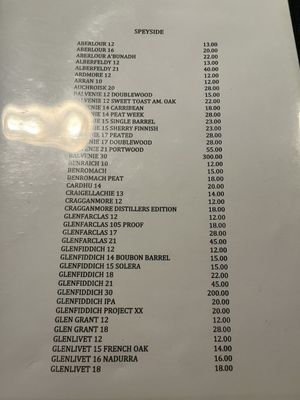 SPEYSIDE
ABERLOUR 12 13.00
ABERLOUR 16 20.00
ABERLOUR A'BUNADH 22.00
ALBERFELDY 12 13.00
ALBERFELDY 21 40.00
ARDMORE 12 12.00
ARRAN 10 12.00
AUCHROISK 20 28.00
BALVENIE 12 DOUBLEWOOD 15.00
BALVENIE 12 SWEET TOAST AM. OAK 22.00
BALVENIE 14 CARRIBEAN 18.00
BALVENIE 14 PEAT WEEK 28.00
15 SINGLE BARREL 23.00
15 SHERRY FINNISH 23.00
17 PEATED 28.00
17 DOUBLEWOOD 28.00
21 PORTWOOD 55.00
BALVENIE 30 300.00
BENRAICH 10 12.00
BENROMACH 15.00
BENROMACH PEAT 18.00
CARDHU 14 20.00
CRAIGELLACHIE 13 14.00
CRAGGANMORE 12 12.00
CRAGGANMORE DISTILLERS EDITION 18.00
GLENFARCLAS 12 12.00
GLENFARCLAS 105 PROOF 18.00
GLENFARCLAS 17 28.00
GLENFARCLAS 21 45.00
GLENFIDDICH 12 12.00
GLENFIDDICH 14 BOUBON BARREL 15.00
GLENFIDDICH 15 SOLERA 15.00
GLENFIDDICH 18 22.00
GLENFIDDICH 21 45.00
GLENFIDDICH 30 200.00
GLENFIDDICH IPA 20.00
GLENFIDDICH PROJECT XX 20.00
GLEN GRANT 12 12.00
GLEN GRANT 18 28.00
GLENLIVET 12 12.00
GLENLIVET 15 FRENCH OAK 14.00
GLENLIVET 16 NADURRA 16.00
GLENLIVET 18 18.00